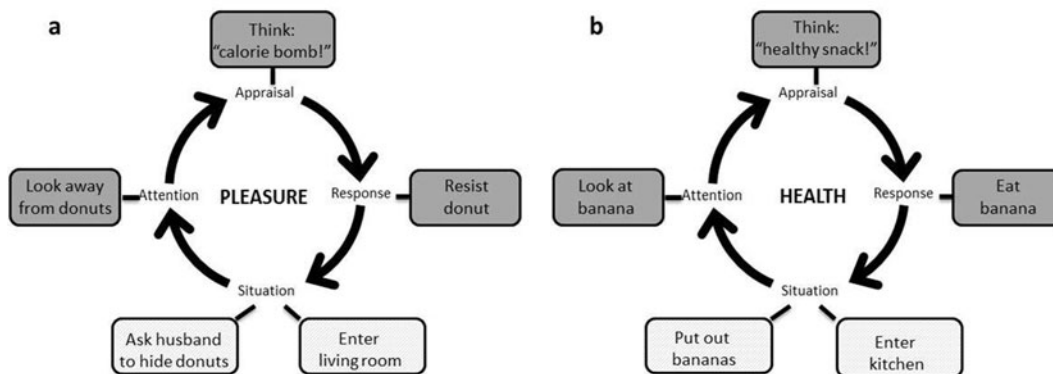 a
Think:
"calorie bomb!"
Appraisal
Look away
from donuts
Attention
PLEASURE
Response
Resist
donut
Situation
Ask husband
to hide donuts
Enter
living room
b
Think:
"healthy snack!"
Appraisal
Look at
banana
Attention
HEALTH
Response
Eat
banana
Situation
Put out
bananas
Enter
kitchen